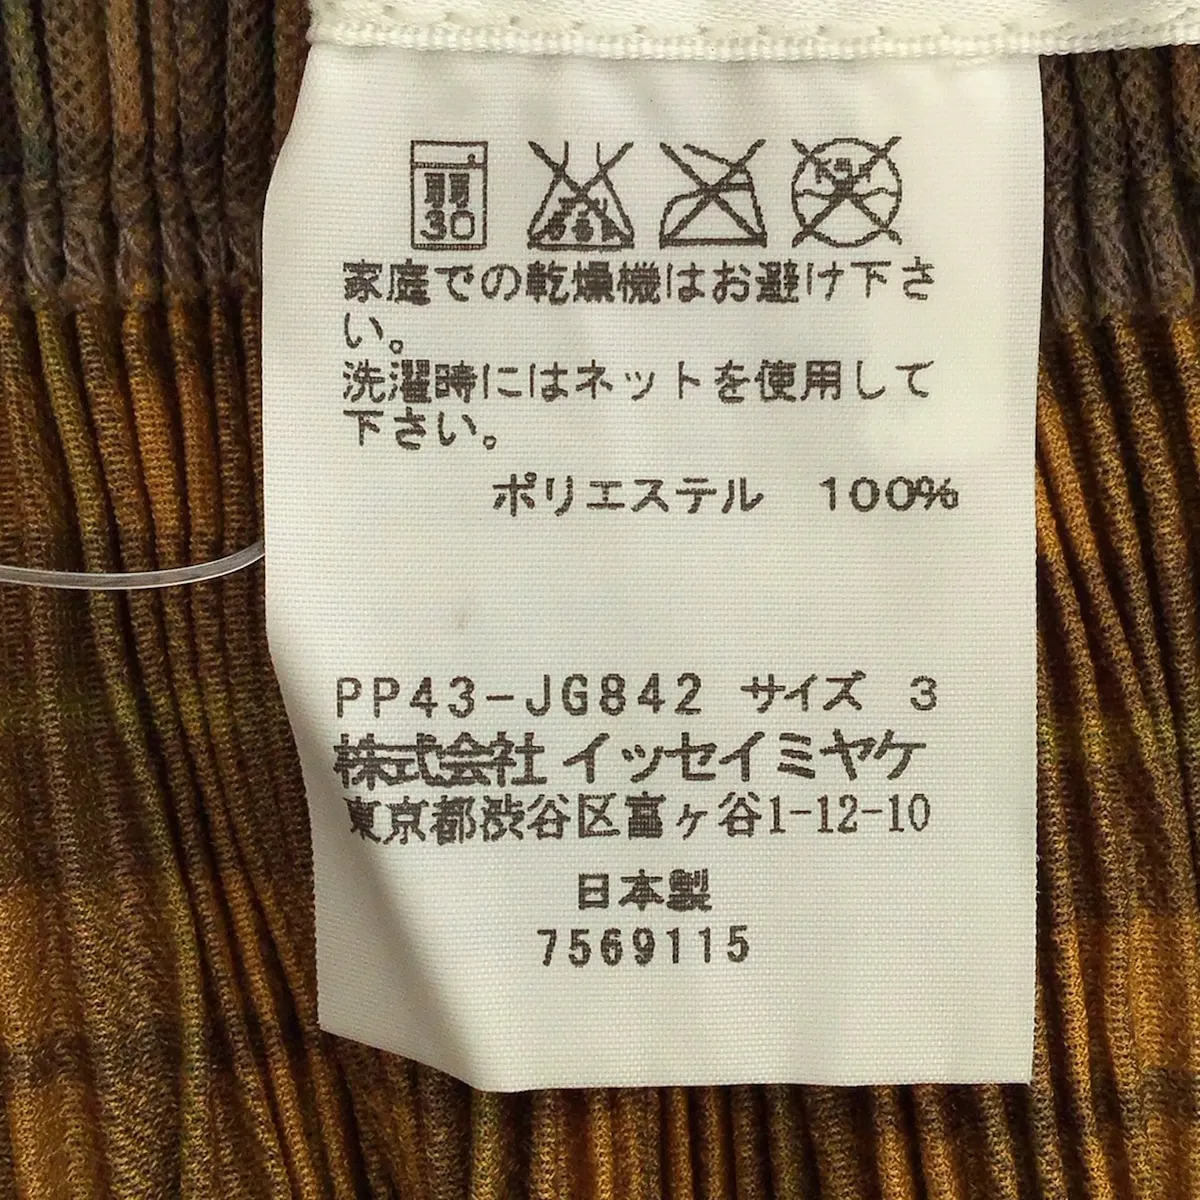 弱
30
家庭での乾燥機はお避け下さ
い。
洗濯時にはネットを使用して
下さい。
ポリエステル 100%
PP43-JG842 サイズ 3
株式会社 イッセイミヤケ
東京都渋谷区富ヶ谷1-12-10
日本製
7569115